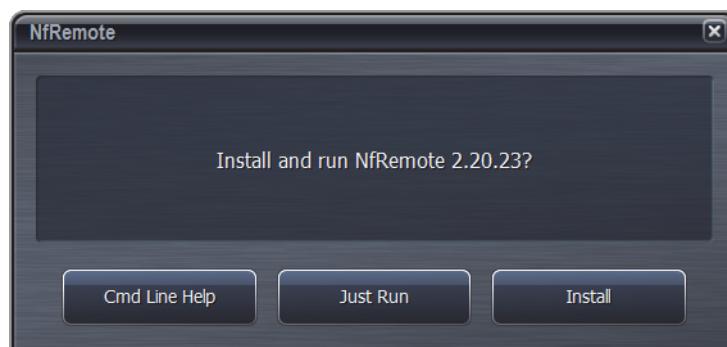 NfRemote
Install and run NfRemote 2.20.23?
Cmd Line Help
Just Run
Install